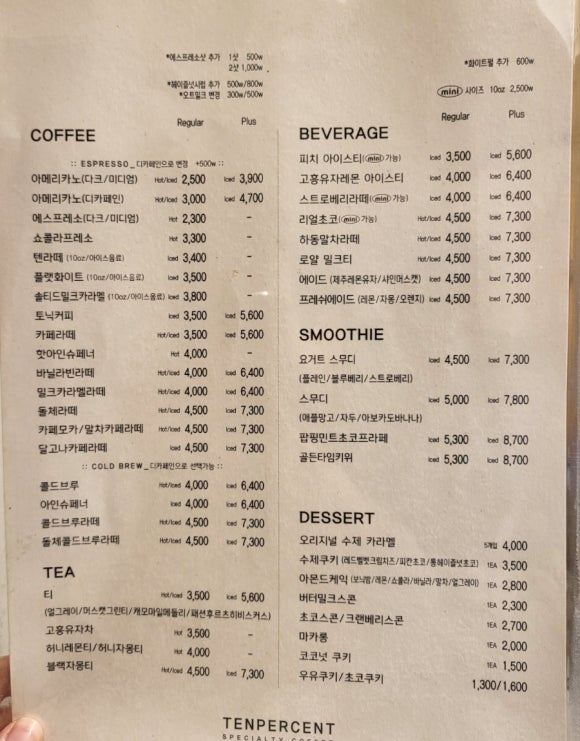 *에스프레소샷 추가 1샷 500w
2샷 1,000w
*헤이즐넛시럽 추가 500w/800w
*오트밀크 변경 300w/500w
Regular Plus
COFFEE
:: ESPRESSO _ 디카페인으로 변경 +500w ::
아메리카노(다크/미디엄) Hot/Iced 2,500 Iced 3,900
아메리카노(디카페인) Hot/Iced 3,000 Iced 4,700
에스프레소(다크/미디엄) Hot 2,300 -
쇼콜라프레소 Hot 3,300 -
텐라떼 (10oz/아이스음료) Iced 3,400 -
플랫화이트 (10oz/아이스음료) Iced 3,500 -
솔티드밀크카라멜 (10oz/아이스음료) Iced 3,800 -
토닉커피 Iced 3,500 Iced 5,600
카페라떼 Hot/Iced 3,500 Iced 5,600
핫아인슈페너 Hot 4,000 -
바닐라빈라떼 Hot/Iced 4,000 Iced 6,400
밀크카라멜라떼 Hot/Iced 4,000 Iced 6,400
돌체라떼 Hot/Iced 4,500 Iced 7,300
카페모카/말차카페라떼 Hot/Iced 4,500 Iced 7,300
달고나카페라떼 Iced 4,500 Iced 7,300
:: COLD BREW _ 디카페인으로 선택가능 ::
콜드브루 Hot/Iced 4,000 Iced 6,400
아인슈페너 Iced 4,000 Iced 6,400
콜드브루라떼 Hot/Iced 4,500 Iced 7,300
돌체콜드브루라떼 Hot/Iced 4,500 Iced 7,300
TEA
티 Hot/Iced 3,500 Iced 5,600
(얼그레이/머스캣그린티/캐모마일메들리/패션후르츠히비스커스)
고흥유자차 Hot 3,500 -
허니레몬티/허니자몽티 Hot 4,000 -
블랙자몽티 Hot/Iced 4,500 Iced 7,300
*화이트펄 추가 600w
mini 사이즈 10oz 2,500w
Regular Plus
BEVERAGE
피치 아이스티(mini 가능) Iced 3,500 Iced 5,600
고흥유자레몬 아이스티 Iced 4,000 Iced 6,400
스트로베리라떼(mini 가능) Iced 4,000 Iced 6,400
리얼초코(mini 가능) Hot/Iced 4,500 Iced 7,300
하동말차라떼 Hot/Iced 4,500 Iced 7,300
로얄 밀크티 Hot/Iced 4,500 Iced 7,300
에이드 (제주레몬유자/샤인머스캣) Iced 4,500 Iced 7,300
프레쉬에이드 (레몬/자몽/오렌지) Iced 4,500 Iced 7,300
SMOOTHIE
요거트 스무디 Iced 4,500 Iced 7,300
(플레인/블루베리/스트로베리)
스무디 Iced 5,000 Iced 7,800
(애플망고/자두/아보카도바나나)
팝핑민트초코프라페 Iced 5,300 Iced 8,700
골든타임키위 Iced 5,300 Iced 8,700
DESSERT
오리지널 수제 카라멜 5개입 4,000
수제쿠키 (레드벨벳크림치즈/피칸초코/통헤이즐넛초코) 1EA 3,500
아몬드케익 (보늬밤/레몬/쇼콜라/바닐라/말차/얼그레이) 1EA 2,800
버터밀크스콘 1EA 2,300
초코스콘/크랜베리스콘 1EA 2,700
마카롱 1EA 2,000
코코넛 쿠키 1EA 1,500
우유쿠키/초코쿠키 1,300/1,600
TENPERCENT
SPECIALTY COFFEE